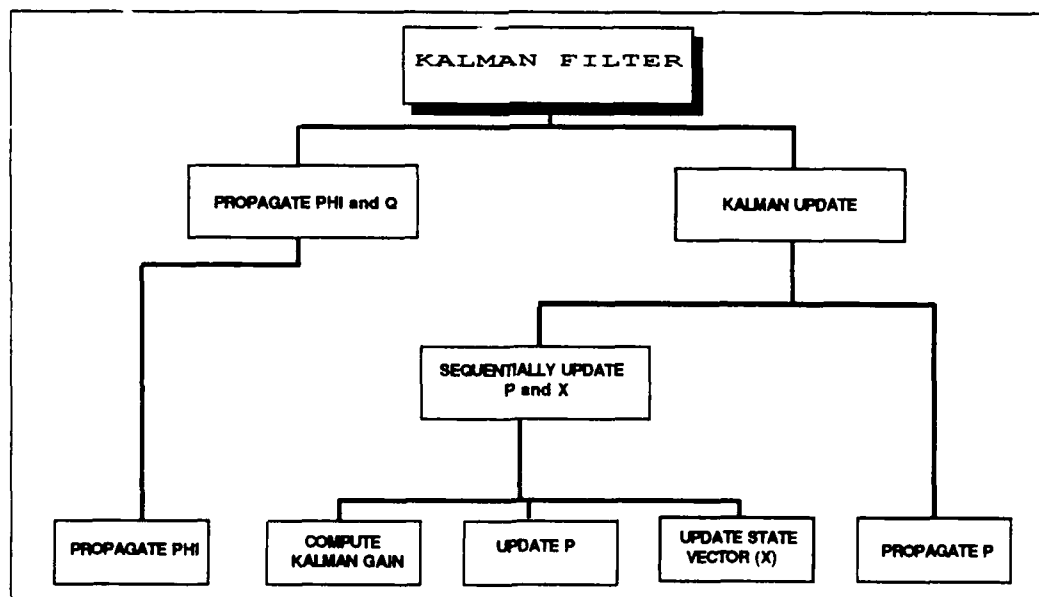 KALMAN FILTER
PROPAGATE PHI and Q
KALMAN UPDATE
SEQUENTIALLY UPDATE
P and X
PROPAGATE PHI
COMPUTE
KALMAN GAIN
UPDATE P
UPDATE STATE
VECTOR (X)
PROPAGATE P